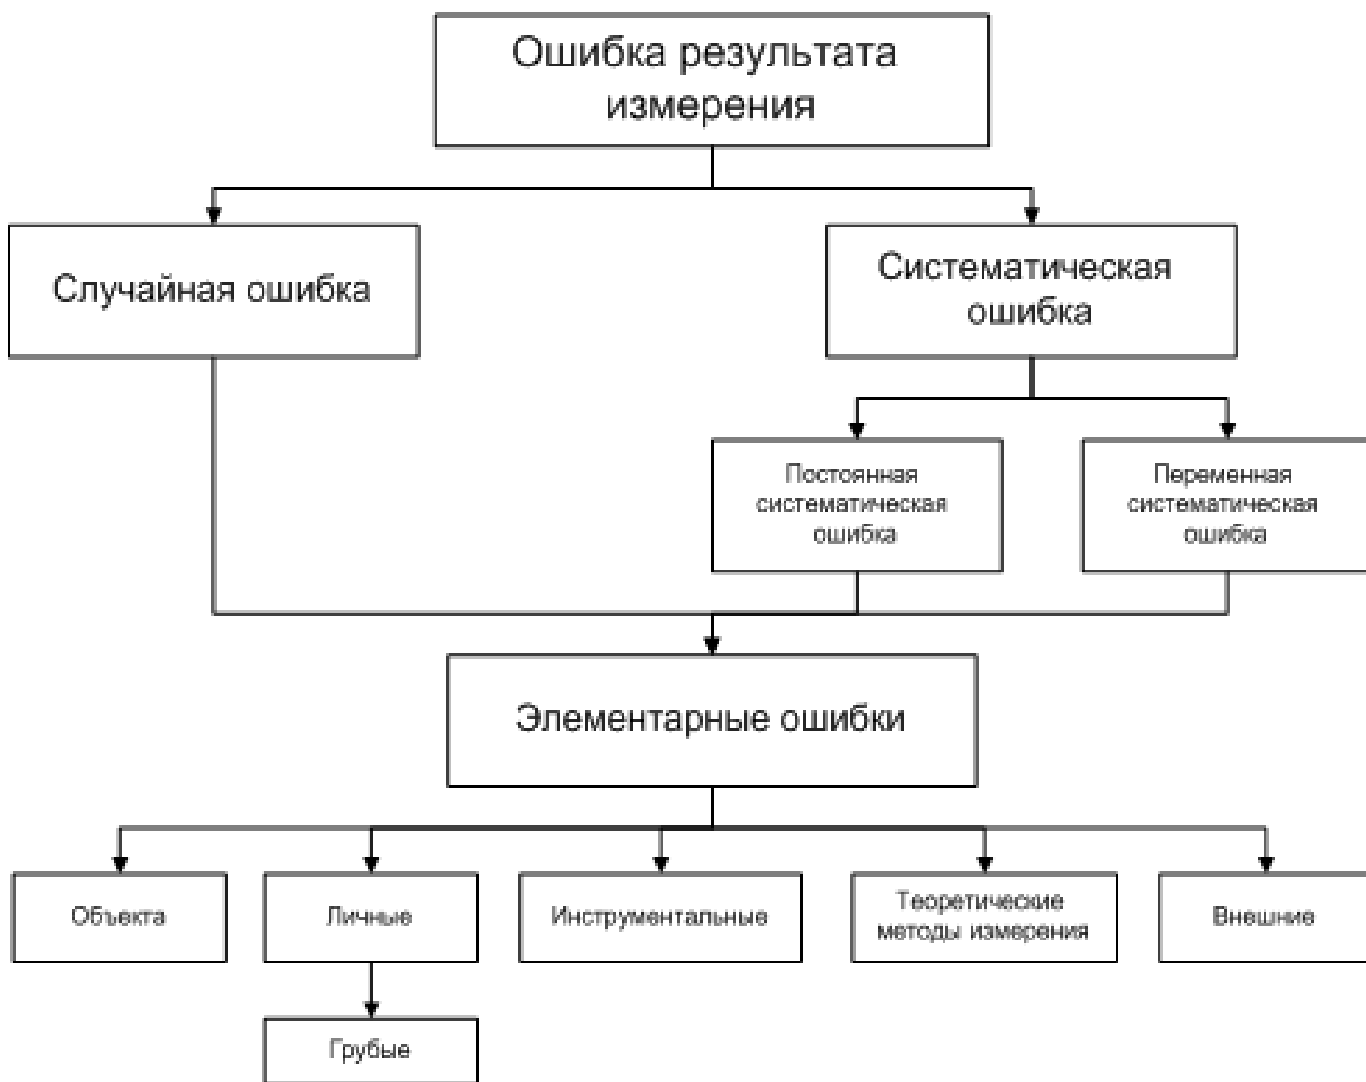 Ошибка результата
измерения
Случайная ошибка
Систематическая
ошибка
Постоянная
систематическая
ошибка
Переменная
систематическая
ошибка
Элементарные ошибки
Объекта
Личные
Инструментальные
Теоретические
методы измерения
Внешние
Грубые